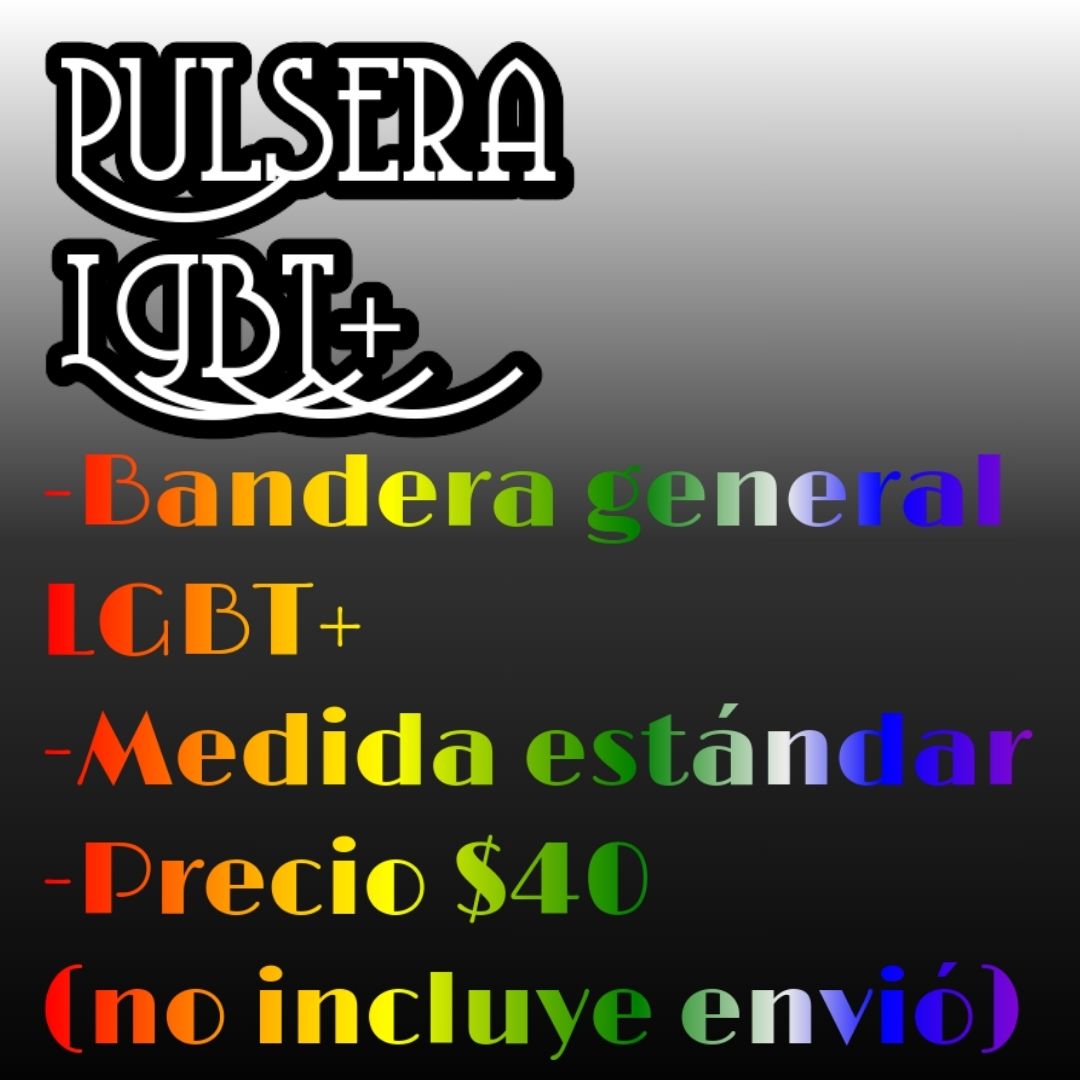 PULSERA
LGBT+
-Bandera general
LGBT+
-Medida estándar
-Precio $40
(no incluye envió)